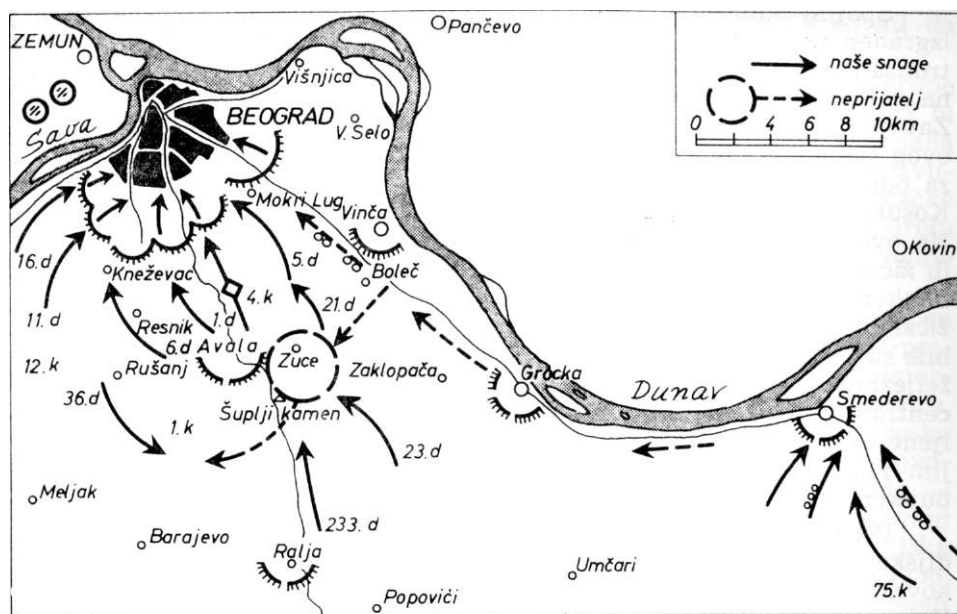 Pančevo
ZEMUN
Višnjica
BEOGRAD
Sava
V. Selo
naše snage
neprijatelj
0 2 4 6 8 10km
Mokri Lug
Vinča
Kovin
16. d
Kneževac
5. d
Boleč
11. d
4. k
21. d
1. d
Resnik
6.d Avala
Zuce
12. k
Rušanj
Zaklopača
Grocka
Dunav
Smederevo
36. d
Šuplji kamen
1. k
23. d
Meljak
233. d
Barajevo
Ralja
Umčari
75. k
Popovići